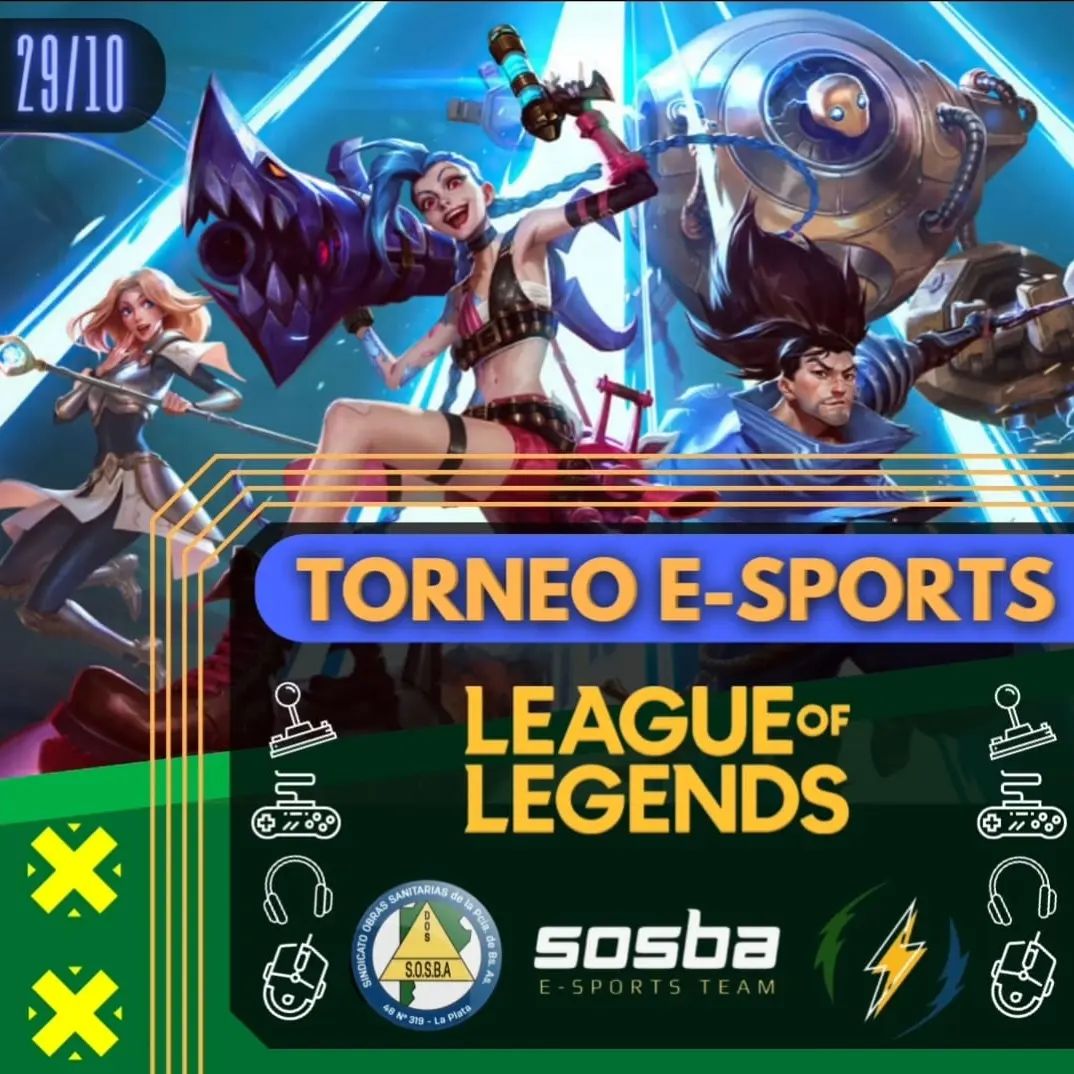 29/10
TORNEO E-SPORTS
LEAGUE OF
LEGENDS
SINDICATO OBRAS SANITARIAS de la Pcia. de Bs. As.
DOS
S.O.S.B.A
48 Nº 319 - La Plata
sosba
E-SPORTS TEAM